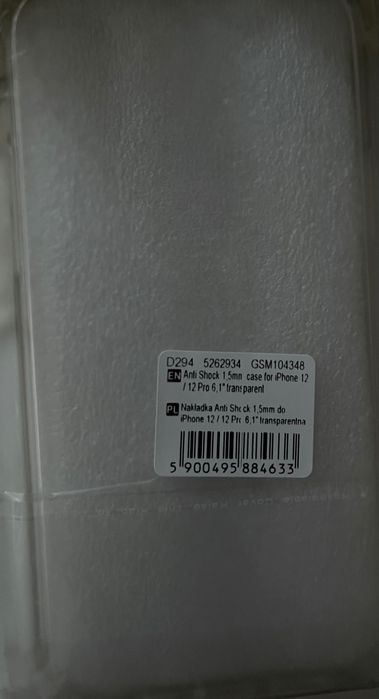 D294 5262934 GSM104348
EN Anti Shock 1,5mm case for iPhone 12
/ 12 Pro 6,1" transparent
PL Nakładka Anti Shock 1,5mm do
iPhone 12 / 12 Pro 6,1" transparentna
5 900495 884633